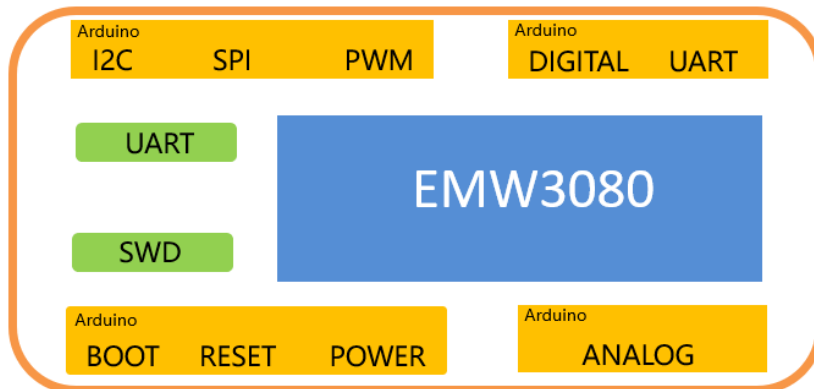 Arduino
I2C SPI PWM
Arduino
DIGITAL UART
UART
EMW3080
SWD
Arduino
BOOT RESET POWER
Arduino
ANALOG